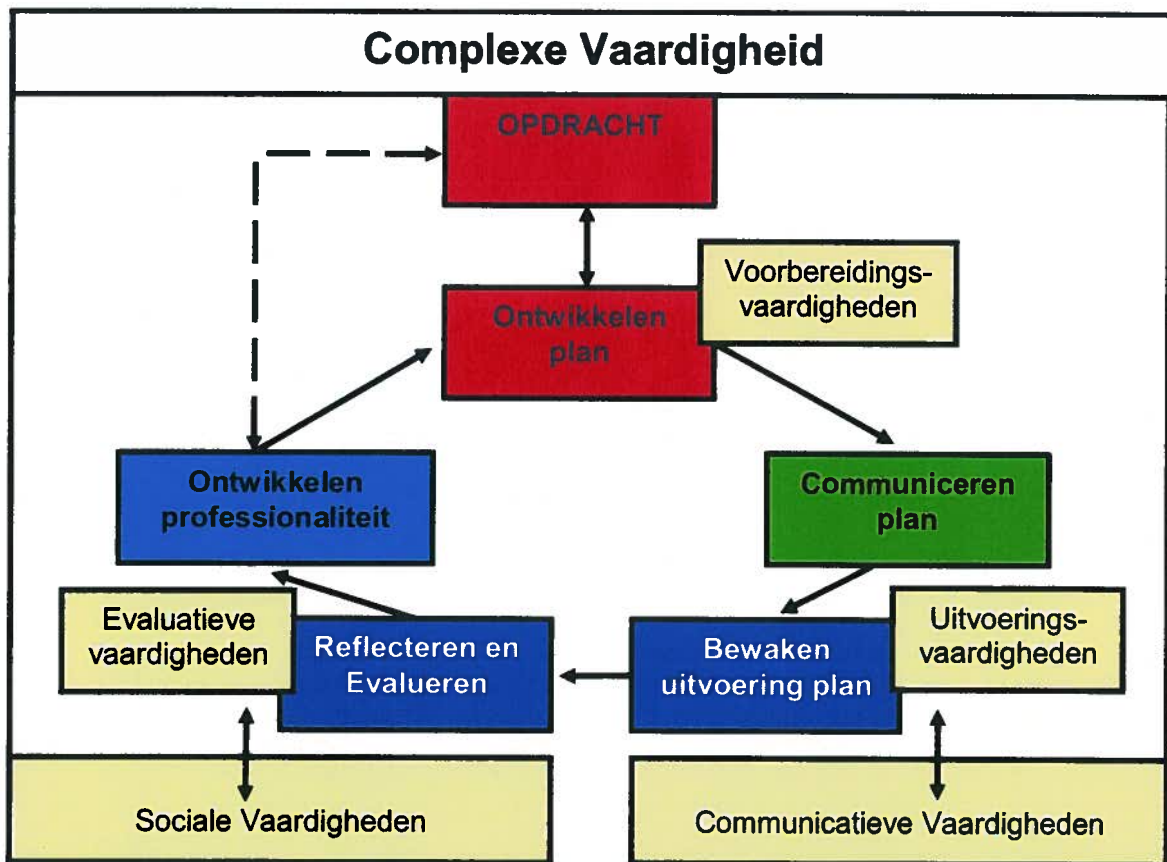 Complexe Vaardigheid
OPDRACHT
Voorbereidings-
vaardigheden
Ontwikkelen
plan
Ontwikkelen
professionaliteit
Communiceren
plan
Evaluatieve
vaardigheden
Reflecteren en
Evalueren
Bewaken
uitvoering plan
Uitvoerings-
vaardigheden
Sociale Vaardigheden
Communicatieve Vaardigheden